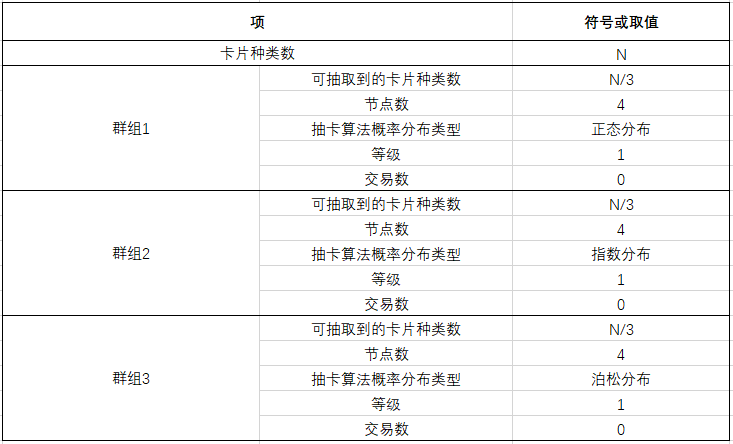 项 符号或取值
卡片种类数 N
群组1
可抽取到的卡片种类数 N/3
节点数 4
抽卡算法概率分布类型 正态分布
等级 1
交易数 0
群组2
可抽取到的卡片种类数 N/3
节点数 4
抽卡算法概率分布类型 指数分布
等级 1
交易数 0
群组3
可抽取到的卡片种类数 N/3
节点数 4
抽卡算法概率分布类型 泊松分布
等级 1
交易数 0